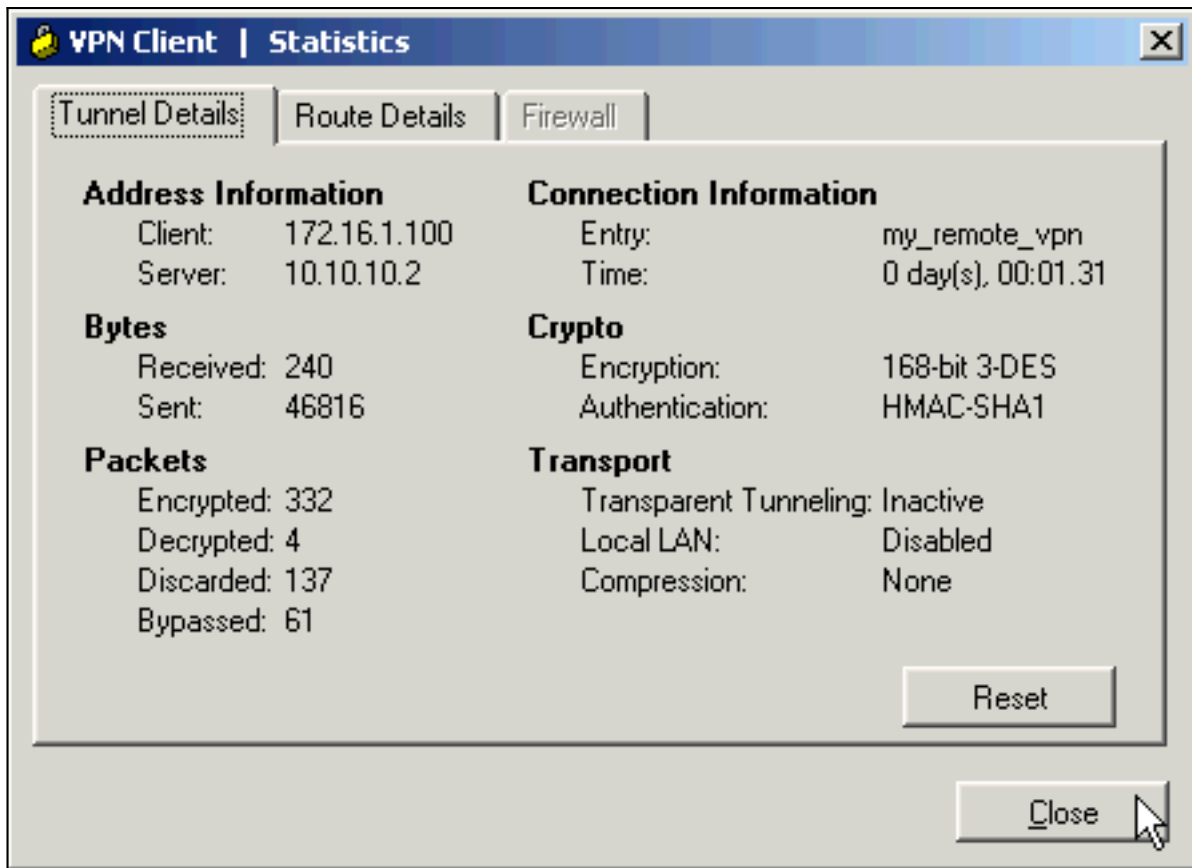 VPN Client | Statistics
Tunnel Details Route Details Firewall
Address Information
Client: 172.16.1.100
Server: 10.10.10.2
Bytes
Received: 240
Sent: 46816
Packets
Encrypted: 332
Decrypted: 4
Discarded: 137
Bypassed: 61
Connection Information
Entry: my_remote_vpn
Time: 0 day(s), 00:01.31
Crypto
Encryption: 168-bit 3-DES
Authentication: HMAC-SHA1
Transport
Transparent Tunneling: Inactive
Local LAN: Disabled
Compression: None
Reset
Close